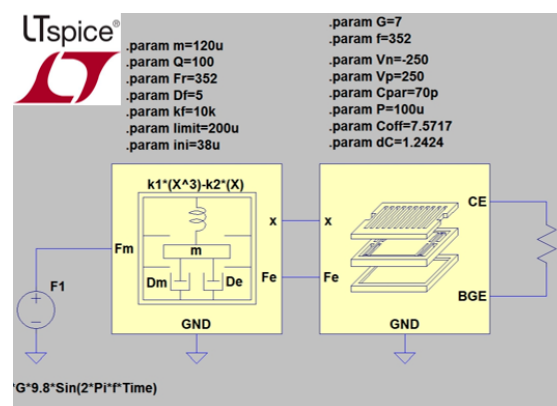 LTspice®
.param m=120u
.param Q=100
.param Fr=352
.param Df=5
.param kf=10k
.param limit=200u
.param ini=38u
.param G=7
.param f=352
.param Vn=-250
.param Vp=250
.param Cpar=70p
.param P=100u
.param Coff=7.5717
.param dC=1.2424
k1*(X^3)-k2*(X)
Fm
m
Dm
De
x
Fe
GND
x
Fe
CE
BGE
GND
F1
*G*9.8*Sin(2*Pi*f*Time)